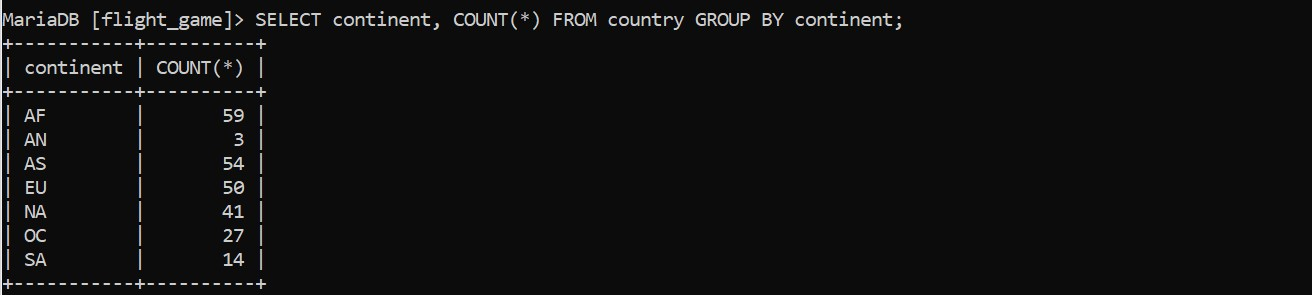 MariaDB [flight_game]> SELECT continent, COUNT(*) FROM country GROUP BY continent;
+-----------+----------+
| continent | COUNT(*) |
+-----------+----------+
| AF        |       59 |
| AN        |        3 |
| AS        |       54 |
| EU        |       50 |
| NA        |       41 |
| OC        |       27 |
| SA        |       14 |
+-----------+----------+